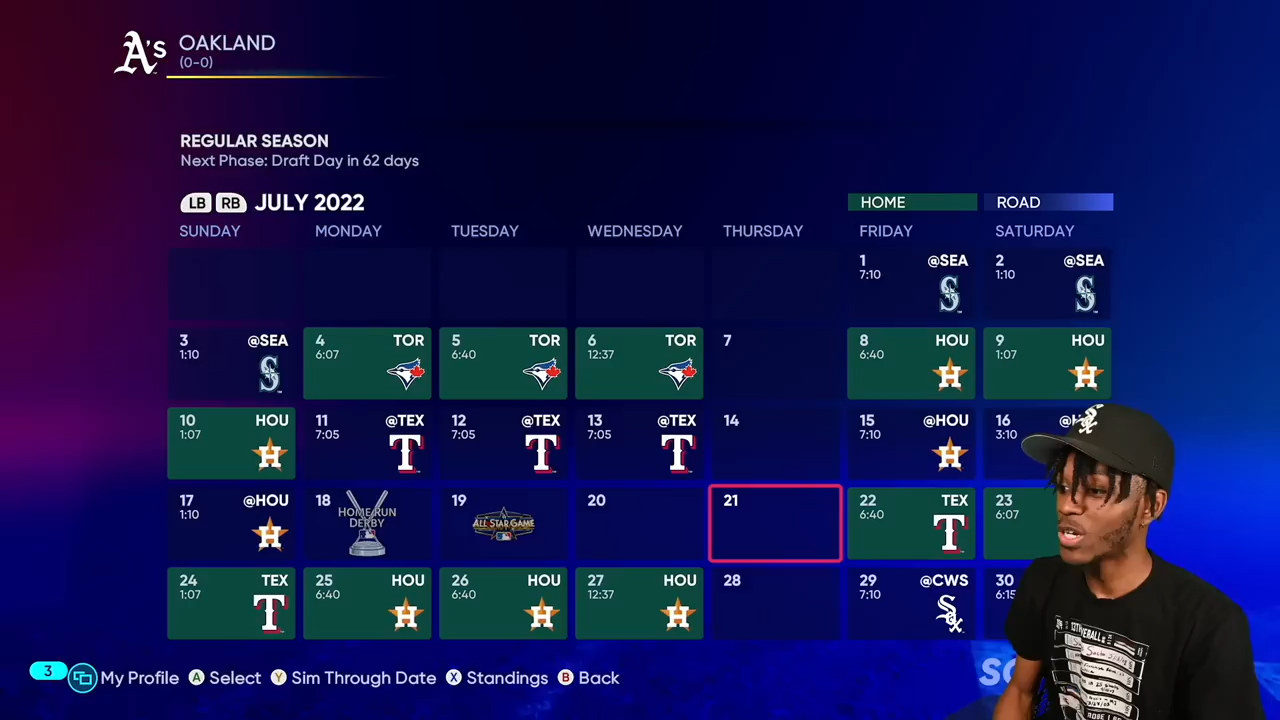 A's OAKLAND
(0-0)
REGULAR SEASON
Next Phase: Draft Day in 62 days
LB RB JULY 2022
HOME ROAD
SUNDAY MONDAY TUESDAY WEDNESDAY THURSDAY FRIDAY SATURDAY
1 @SEA 2 @SEA
7:10 1:10
3 @SEA 4 TOR 5 TOR 6 TOR 7 8 HOU 9 HOU
1:10 6:07 6:40 12:37 6:40 1:07
10 HOU 11 @TEX 12 @TEX 13 @TEX 14 15 @HOU 16
1:07 7:05 7:05 7:05 7:10 3:10
17 @HOU 18 19 20 21 22 TEX 23
1:10 6:40 6:07
HOME RUN
DERBY
ALL STAR GAME
24 TEX 25 HOU 26 HOU 27 HOU 28 29 @CWS 30
1:07 6:40 6:40 12:37 7:10 6:15
3 My Profile A Select Y Sim Through Date X Standings B Back